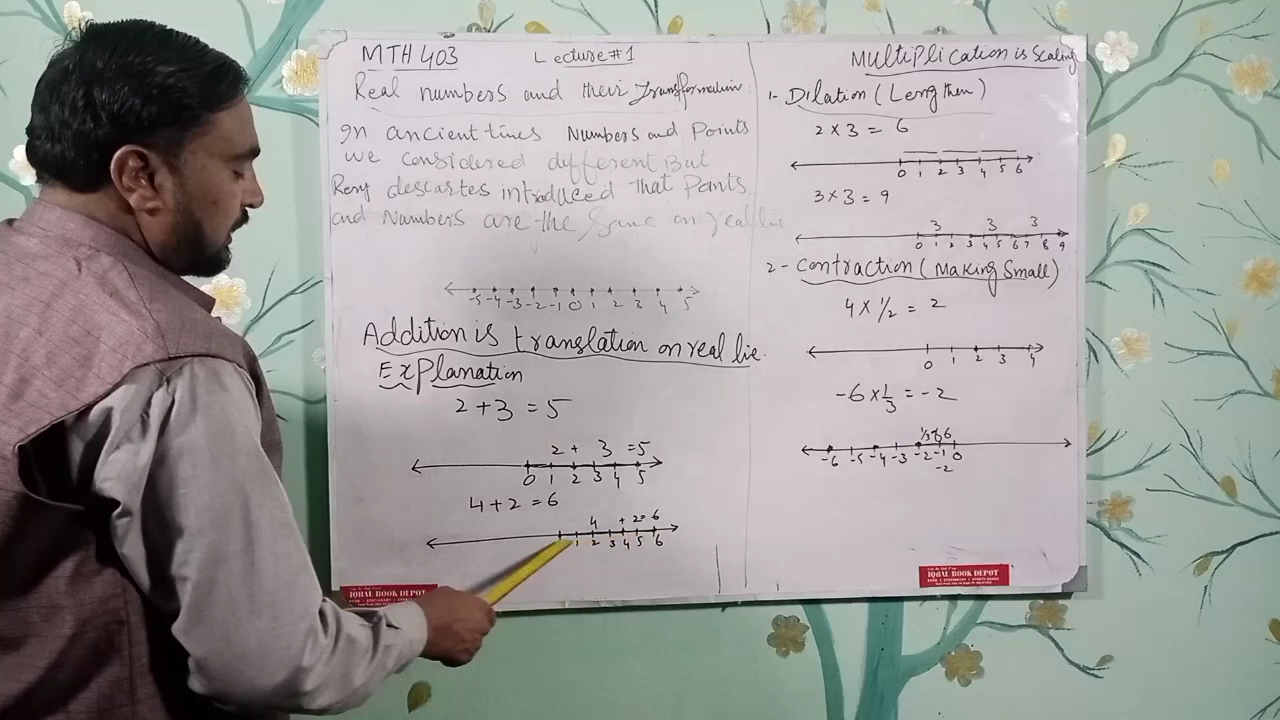 MTH 403
Lecture #1
Real numbers and their Transformation:
In ancient times Numbers and Points
we considered different But
Reny descartes introduced That Points
and Numbers are the Same on real line
-5 -4 -3 -2 -1 0 1 2 3 4 5
Addition is translation on real lie.
Explanation
2 + 3 = 5
2 + 3 = 5
0 1 2 3 4 5
4 + 2 = 6
4 + 2 = 6
1 2 3 4 5 6
IQBAL BOOK DEPOT
Multiplication is Scaling
1- Dilation (Lengthen)
2 x 3 = 6
0 1 2 3 4 5 6
3 x 3 = 9
3 3 3
0 1 2 3 4 5 6 7 8 9
2 - Contraction (Making Small)
4 x 1/2 = 2
0 1 2 3 4
-6 x 1/3 = -2
1/3 of 6
-6 -5 -4 -3 -2 -1 0
-2
IQBAL BOOK DEPOT